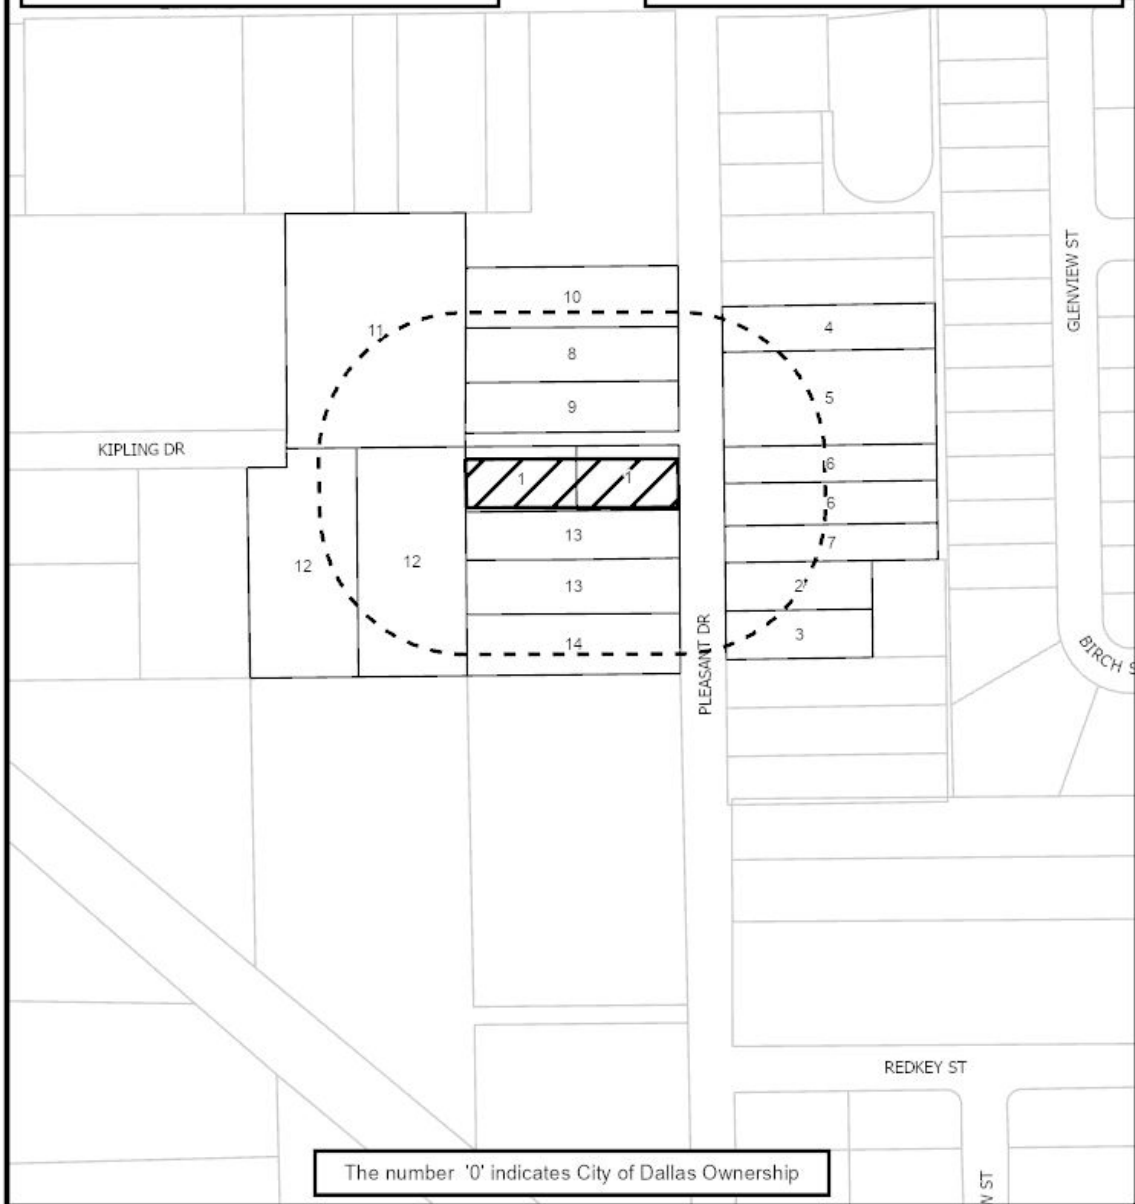 10
11
4
8
5
9
KIPLING DR
GLENVIEW ST
6
1
1
6
13
7
12
12
13
2
3
14
PLEASANT DR
BIRCH S
REDKEY ST
The number '0' indicates City of Dallas Ownership
W ST